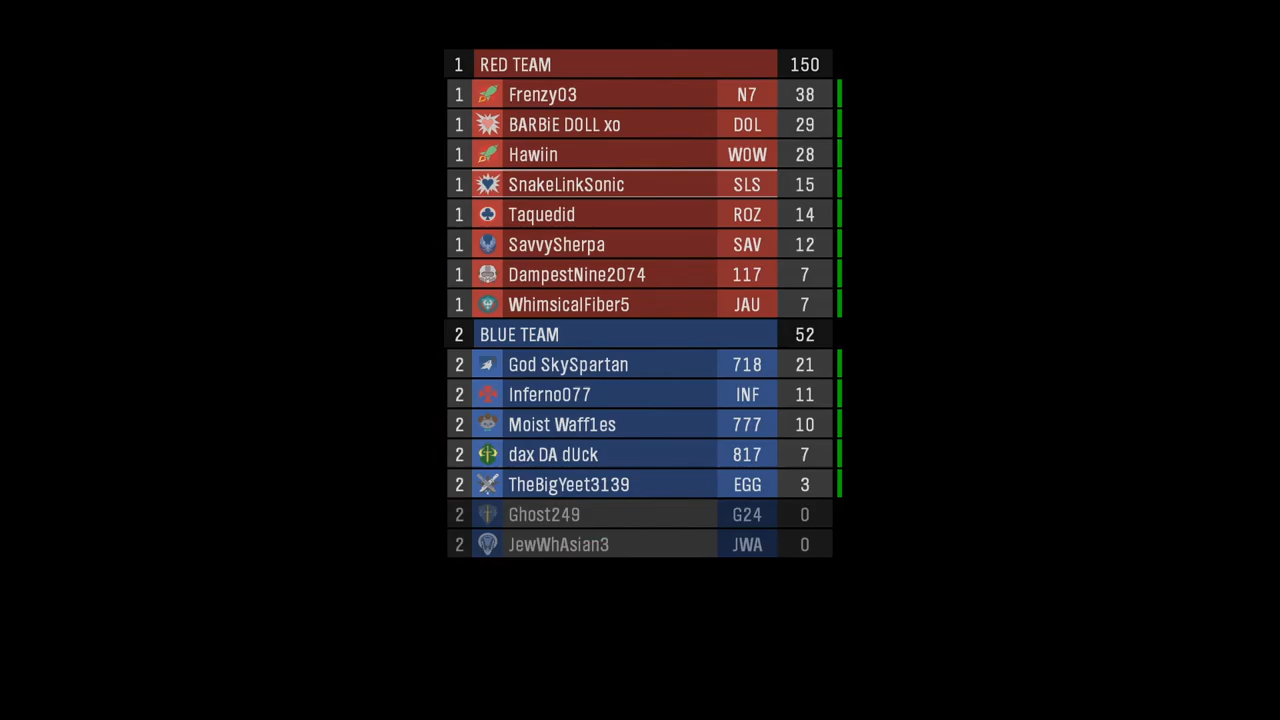 1 RED TEAM 150
1 Frenzy03 N7 38
1 BARBiE DOLL xo DOL 29
1 Hawiin WOW 28
1 SnakeLinkSonic SLS 15
1 Taquedid ROZ 14
1 SavvySherpa SAV 12
1 DampestNine2074 117 7
1 WhimsicalFiber5 JAU 7
2 BLUE TEAM 52
2 God SkySpartan 718 21
2 Inferno077 INF 11
2 Moist Waff1es 777 10
2 dax DA dUck 817 7
2 TheBigYeet3139 EGG 3
2 Ghost249 G24 0
2 JewWhAsian3 JWA 0